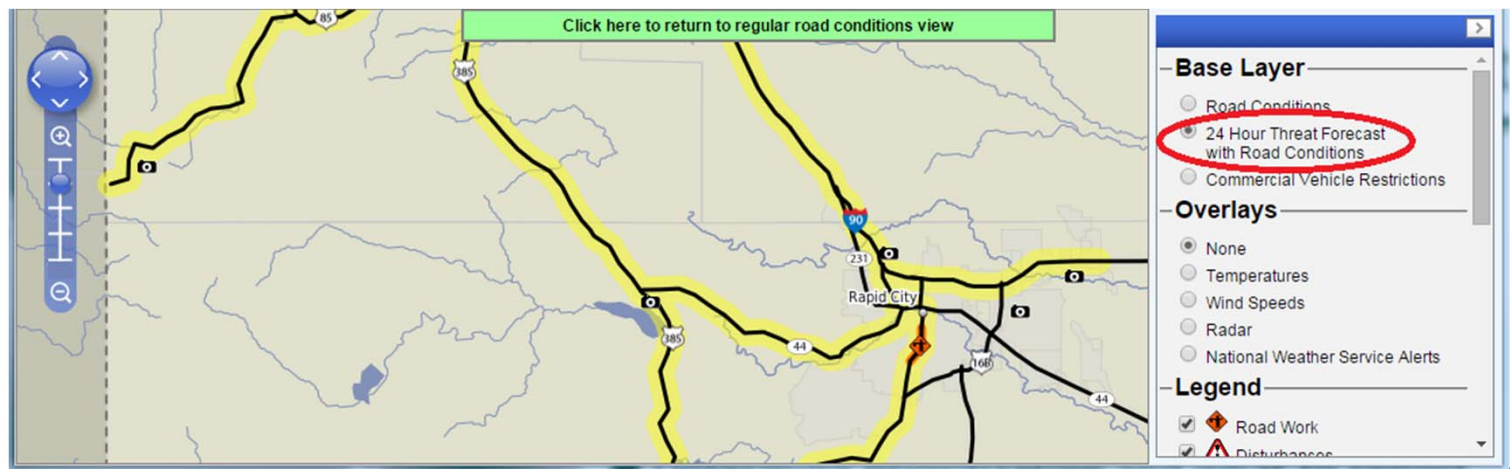 Click here to return to regular road conditions view
85
385
90
231
Rapid City
385
44
16B
44
Base Layer
Road Conditions
24 Hour Threat Forecast
with Road Conditions
Commercial Vehicle Restrictions
Overlays
None
Temperatures
Wind Speeds
Radar
National Weather Service Alerts
Legend
Road Work
Disturbances